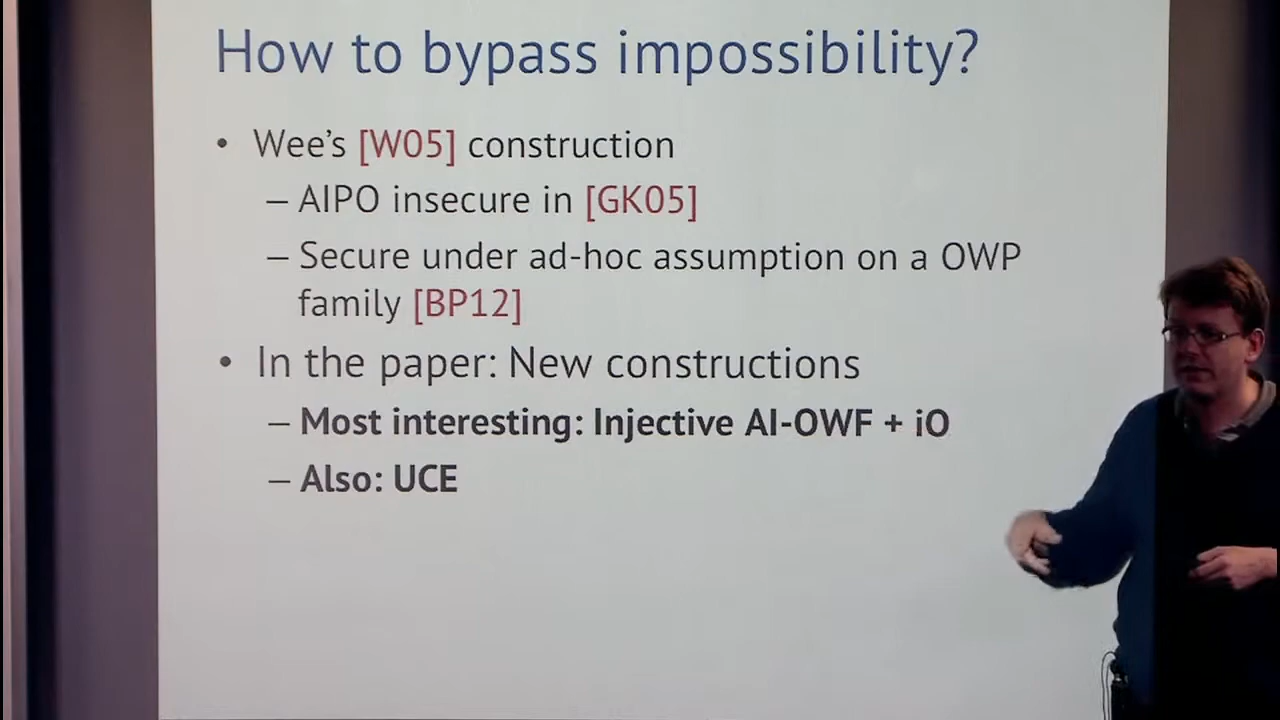 How to bypass impossibility?
• Wee's [W05] construction
– AIPO insecure in [GK05]
– Secure under ad-hoc assumption on a OWP
family [BP12]
• In the paper: New constructions
– Most interesting: Injective AI-OWF + iO
– Also: UCE